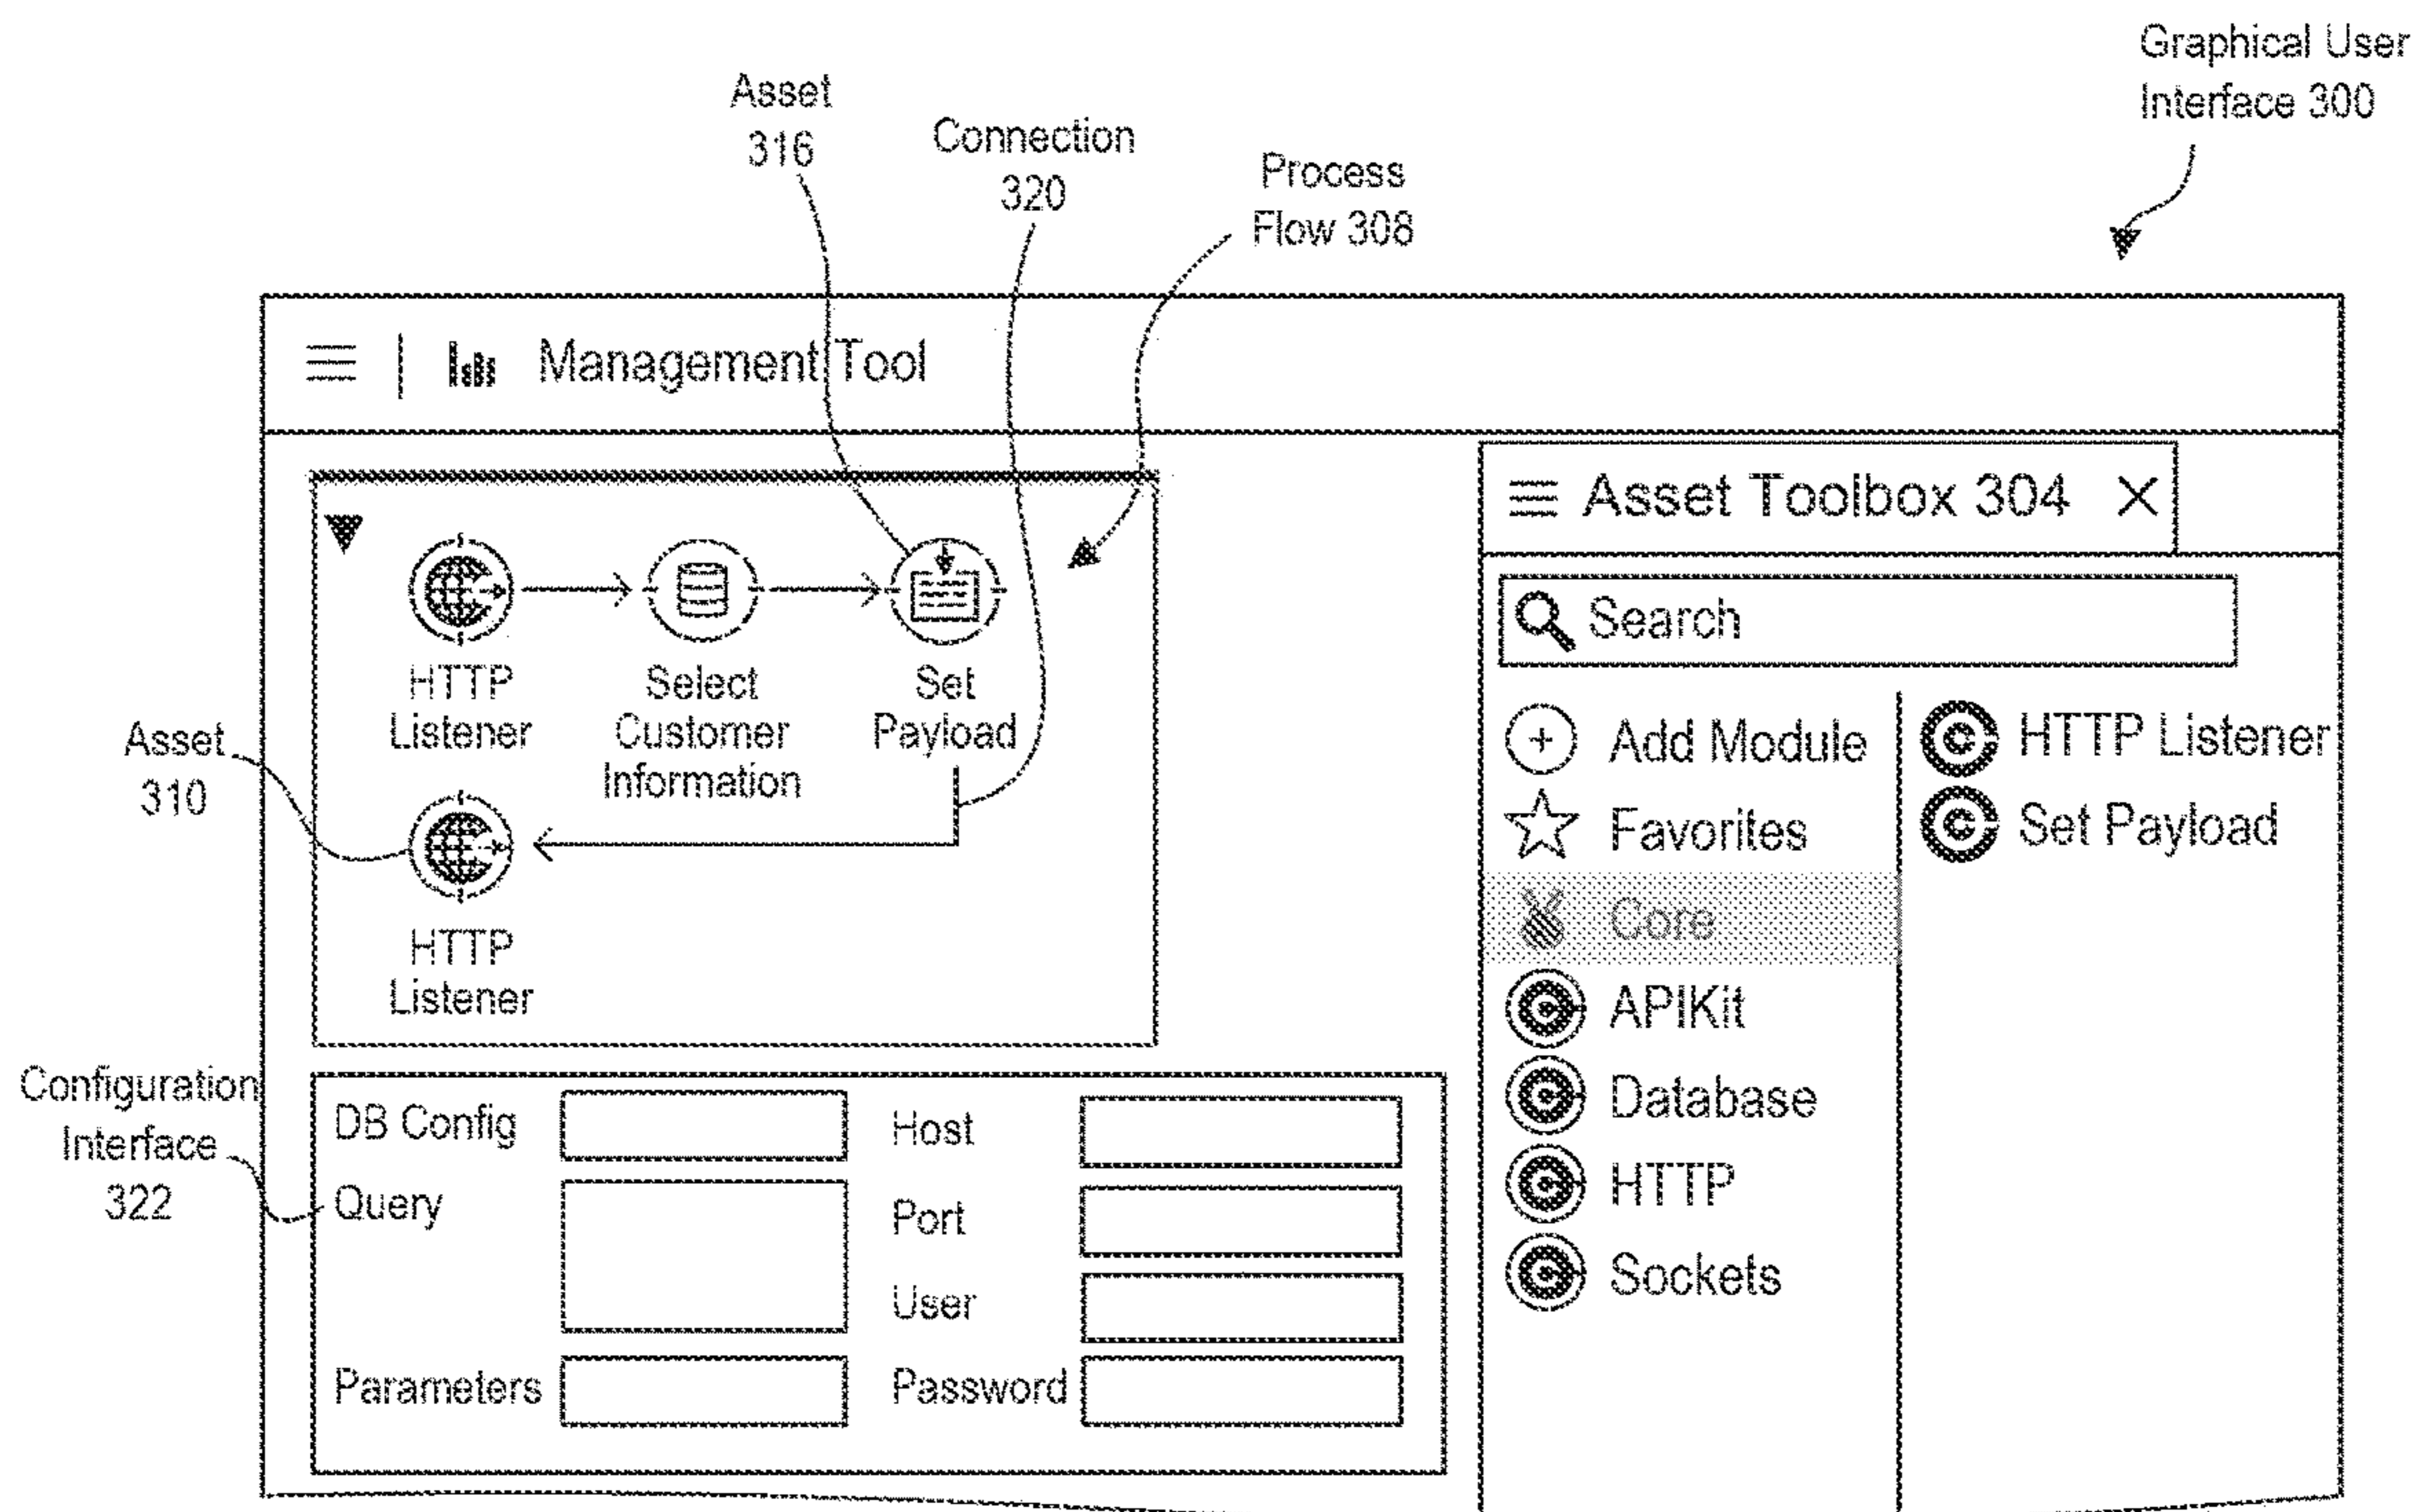 Graphical User
Interface 300
Asset
316
Connection
320
Process
Flow 308
Management Tool
Asset Toolbox 304
Search
HTTP
Listener
Select
Customer
Information
Set
Payload
Asset
310
HTTP
Listener
Add Module
Favorites
Core
APIKit
Database
HTTP
Sockets
HTTP Listener
Set Payload
Configuration
Interface
322
DB Config
Query
Parameters
Host
Port
User
Password